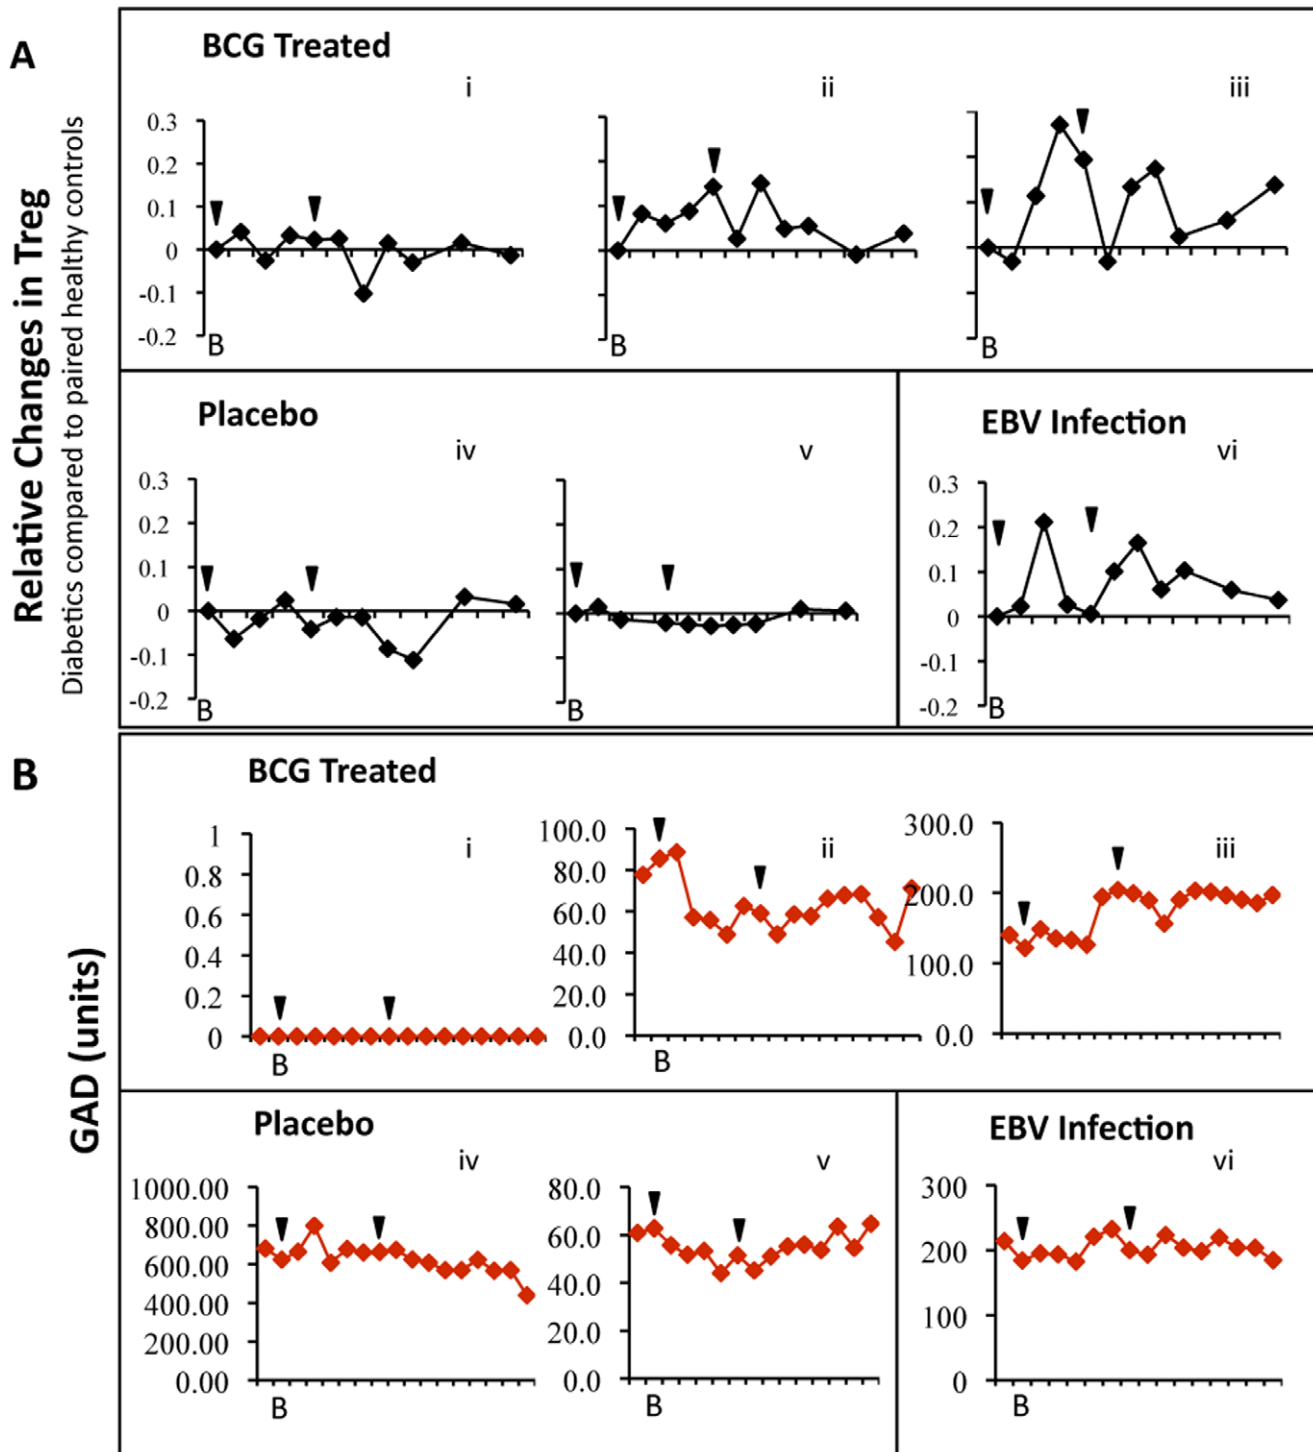 A
Relative Changes in Treg
Diabetics compared to paired healthy controls
BCG Treated
i
0.3
0.2
0.1
0
-0.1
-0.2
B
ii
B
iii
B
Placebo
iv
0.3
0.2
0.1
0
-0.1
-0.2
B
v
B
EBV Infection
vi
0.3
0.2
0.1
0
-0.1
-0.2
B
B
GAD (units)
BCG Treated
i
1
0.8
0.6
0.4
0.2
0
B
ii
100.0
80.0
60.0
40.0
20.0
0.0
B
iii
300.0
200.0
100.0
0.0
Placebo
iv
1000.00
800.00
600.00
400.00
200.00
0.00
B
v
80.0
60.0
40.0
20.0
0.0
B
EBV Infection
vi
300
200
100
0
B